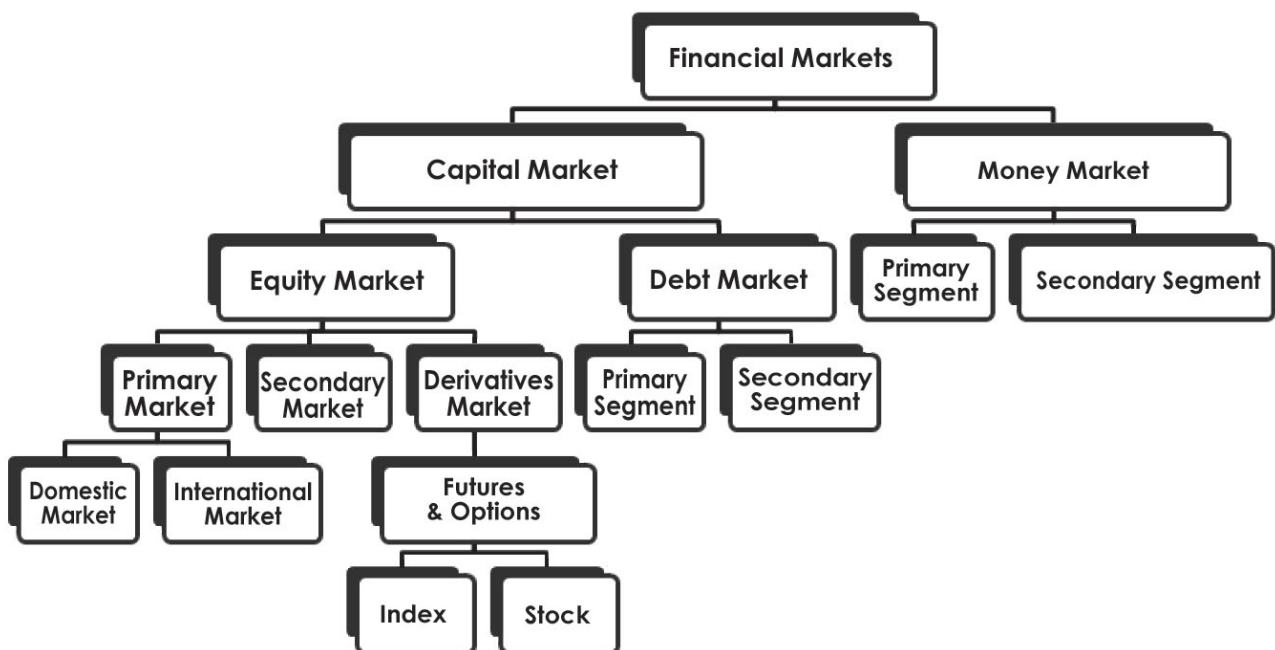 Financial Markets
Capital Market
Money Market
Equity Market
Debt Market
Primary
Segment
Secondary Segment
Primary
Market
Secondary
Market
Derivatives
Market
Primary
Segment
Secondary
Segment
Domestic
Market
International
Market
Futures
& Options
Index
Stock